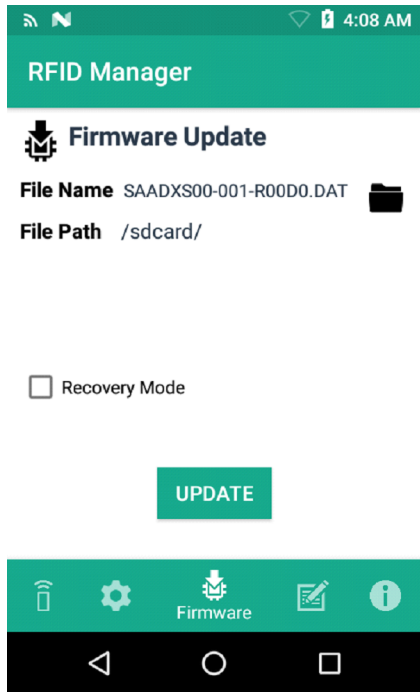 4:08 AM
RFID Manager
Firmware Update
File Name SAADXS00-001-R00D0.DAT
File Path /sdcard/
Recovery Mode
UPDATE
Firmware